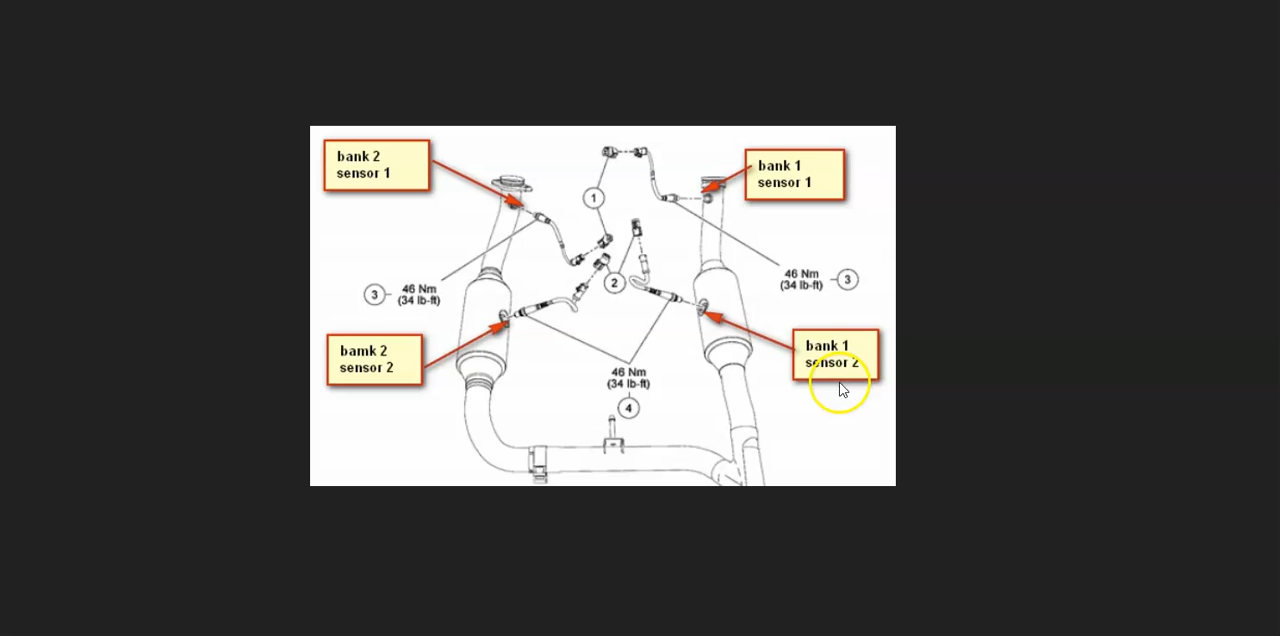 bank 2
sensor 1
bank 1
sensor 1
1
2
3
46 Nm
(34 lb-ft)
46 Nm
(34 lb-ft)
3
bamk 2
sensor 2
bank 1
sensor 2
46 Nm
(34 lb-ft)
4